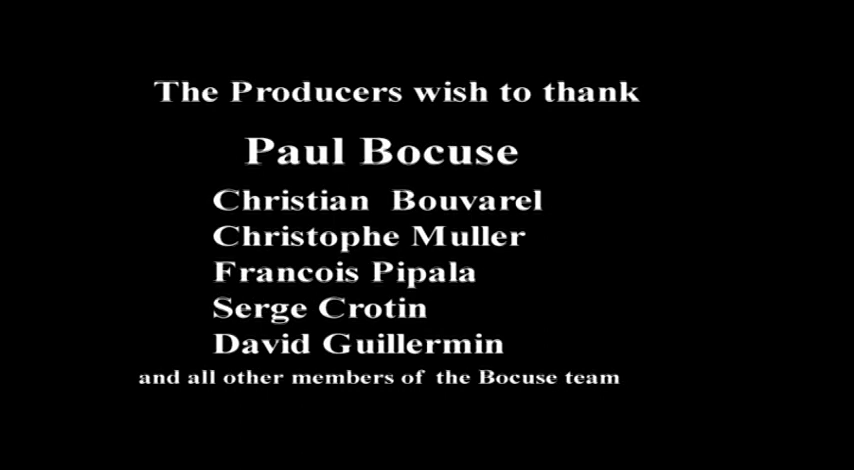 The Producers wish to thank
Paul Bocuse
Christian Bouvarel
Christophe Muller
Francois Pipala
Serge Crotin
David Guillermin
and all other members of the Bocuse team